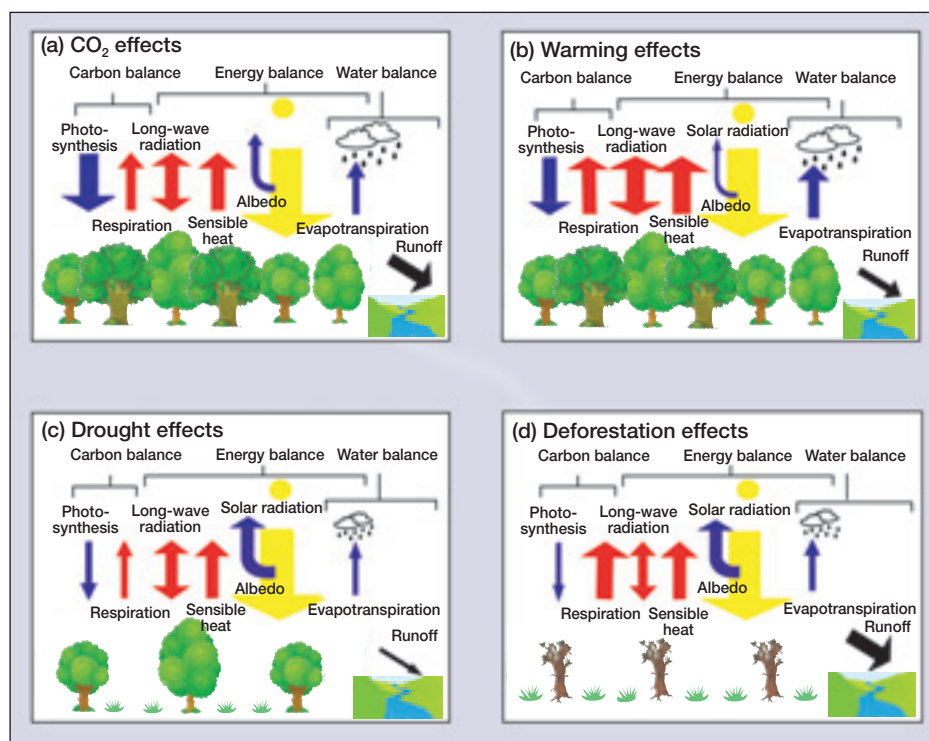 (a) CO₂ effects
Carbon balance Energy balance Water balance
Photo- Long-wave
synthesis radiation
Albedo
Respiration Sensible Evapotranspiration
heat
Runoff
(b) Warming effects
Carbon balance Energy balance Water balance
Photo- Long-wave Solar radiation
synthesis radiation
Albedo
Respiration Sensible Evapotranspiration
heat
Runoff
(c) Drought effects
Carbon balance Energy balance Water balance
Photo- Long-wave Solar radiation
synthesis radiation
Albedo
Respiration Sensible Evapotranspiration
heat
Runoff
(d) Deforestation effects
Carbon balance Energy balance Water balance
Photo- Long-wave Solar radiation
synthesis radiation
Albedo
Respiration Sensible Evapotranspiration
heat
Runoff